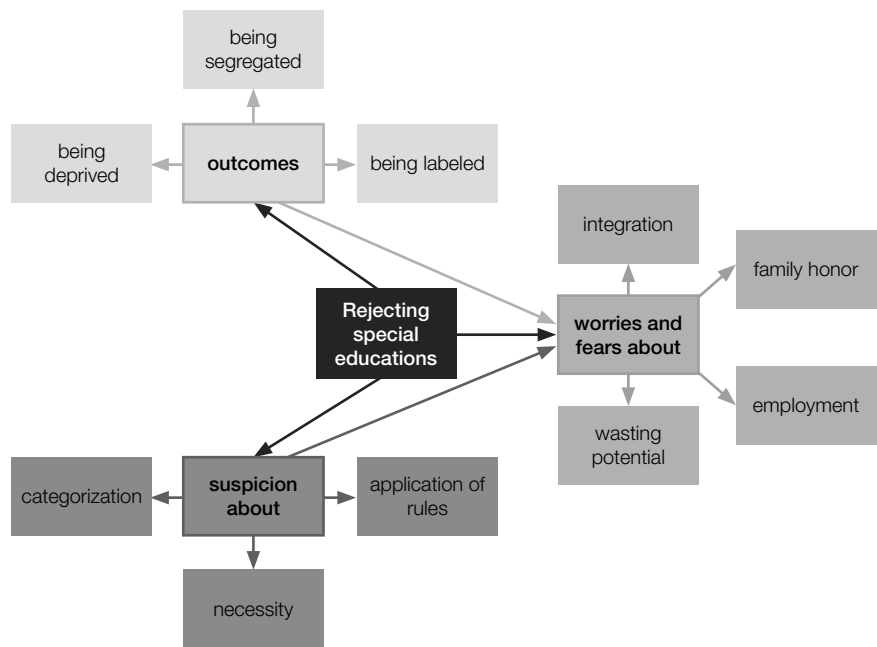 being
segregated
being
deprived
outcomes
being labeled
integration
family honor
Rejecting
special
educations
worries and
fears about
employment
wasting
potential
categorization
suspicion
about
application of
rules
necessity